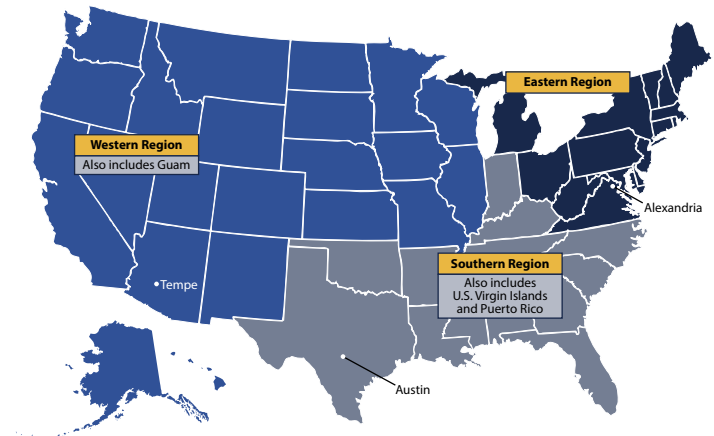 Eastern Region
Western Region
Also includes Guam
Alexandria
Southern Region
Also includes
U.S. Virgin Islands
and Puerto Rico
Tempe
Austin